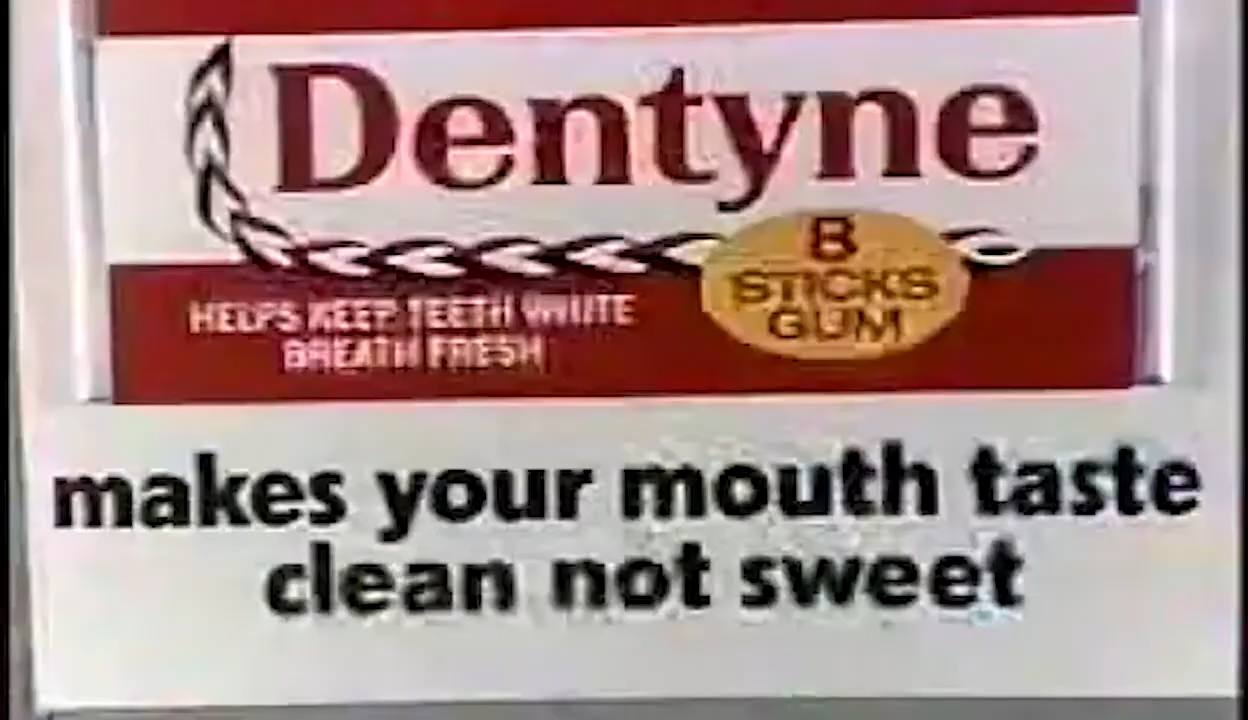 Dentyne
8
STICKS
GUM
HELPS KEEP TEETH WHITE
BREATH FRESH
makes your mouth taste
clean not sweet